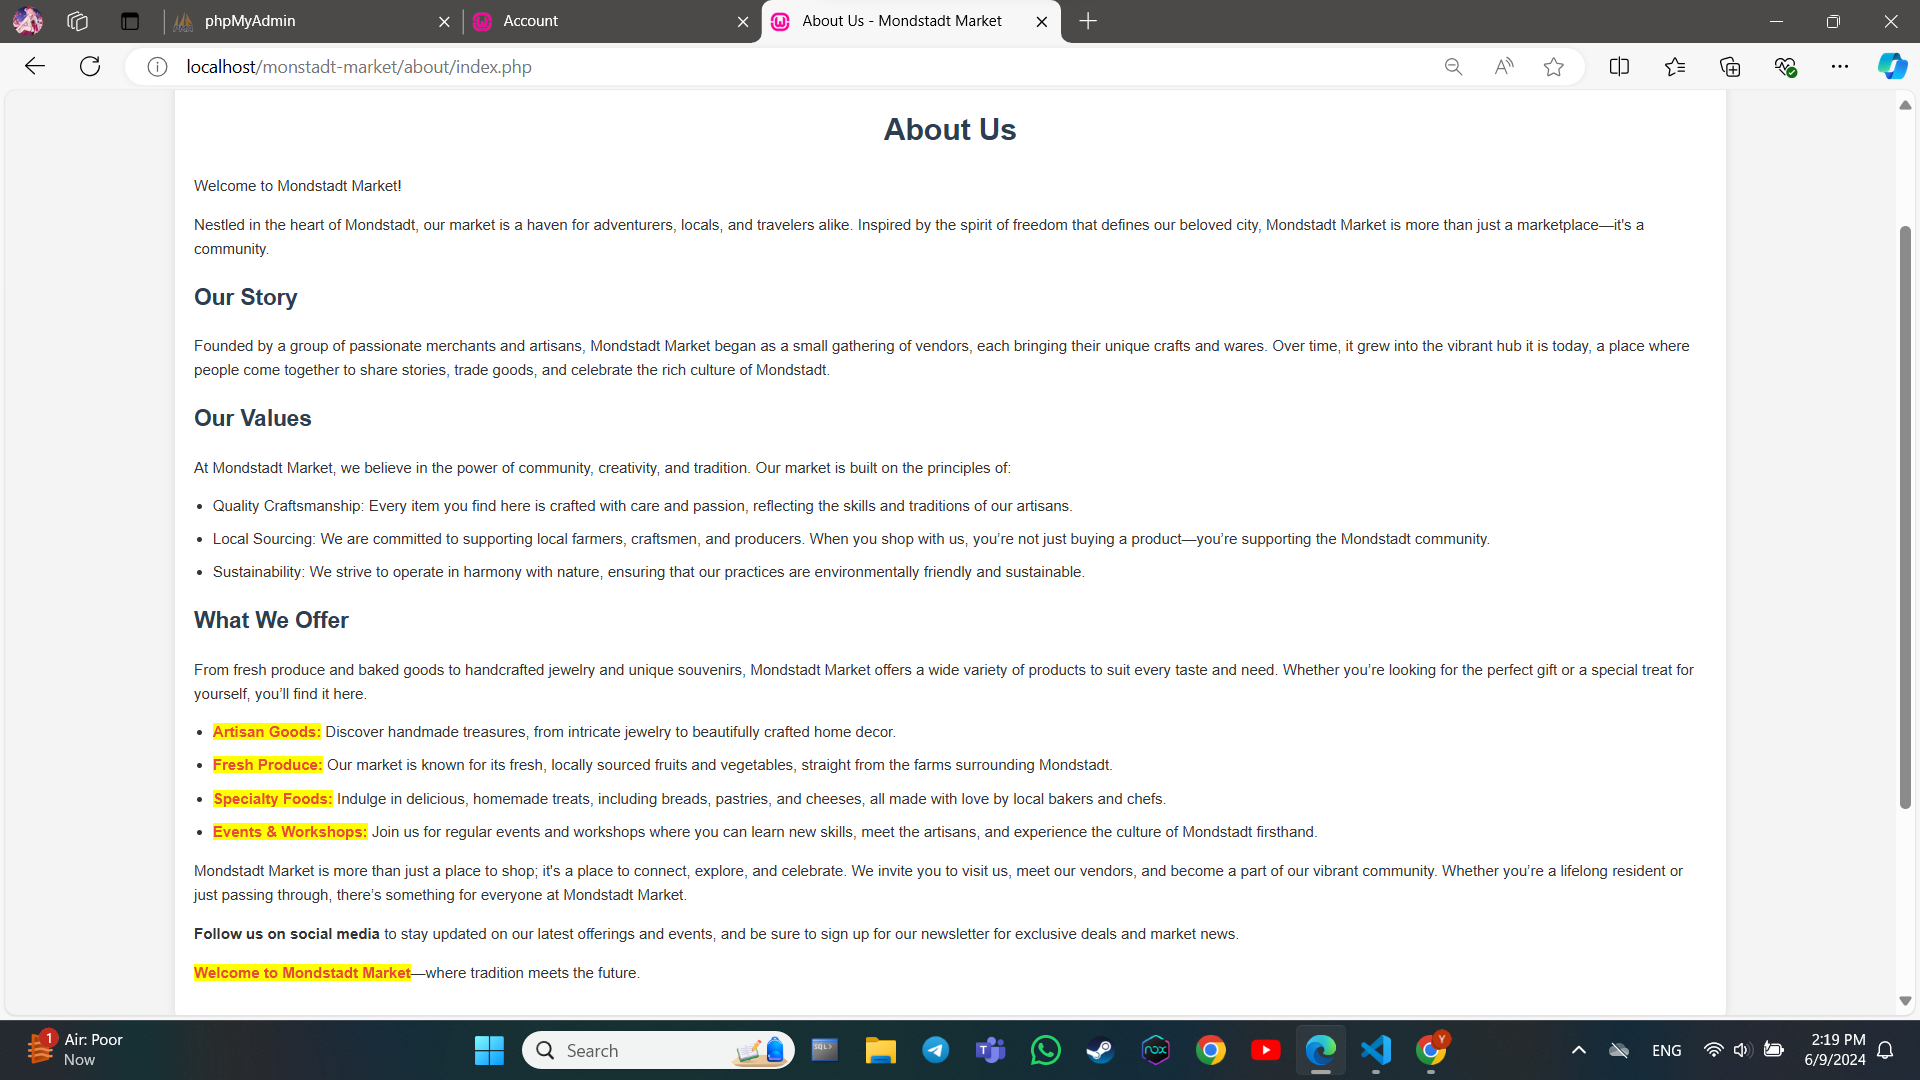 phpMyAdmin
Account
About Us - Mondstadt Market
localhost/monstadt-market/about/index.php
About Us
Welcome to Mondstadt Market!
Nestled in the heart of Mondstadt, our market is a haven for adventurers, locals, and travelers alike. Inspired by the spirit of freedom that defines our beloved city, Mondstadt Market is more than just a marketplace—it's a
community.
Our Story
Founded by a group of passionate merchants and artisans, Mondstadt Market began as a small gathering of vendors, each bringing their unique crafts and wares. Over time, it grew into the vibrant hub it is today, a place where
people come together to share stories, trade goods, and celebrate the rich culture of Mondstadt.
Our Values
At Mondstadt Market, we believe in the power of community, creativity, and tradition. Our market is built on the principles of:
• Quality Craftsmanship: Every item you find here is crafted with care and passion, reflecting the skills and traditions of our artisans.
• Local Sourcing: We are committed to supporting local farmers, craftsmen, and producers. When you shop with us, you’re not just buying a product—you’re supporting the Mondstadt community.
• Sustainability: We strive to operate in harmony with nature, ensuring that our practices are environmentally friendly and sustainable.
What We Offer
From fresh produce and baked goods to handcrafted jewelry and unique souvenirs, Mondstadt Market offers a wide variety of products to suit every taste and need. Whether you’re looking for the perfect gift or a special treat for
yourself, you’ll find it here.
• Artisan Goods: Discover handmade treasures, from intricate jewelry to beautifully crafted home decor.
• Fresh Produce: Our market is known for its fresh, locally sourced fruits and vegetables, straight from the farms surrounding Mondstadt.
• Specialty Foods: Indulge in delicious, homemade treats, including breads, pastries, and cheeses, all made with love by local bakers and chefs.
• Events & Workshops: Join us for regular events and workshops where you can learn new skills, meet the artisans, and experience the culture of Mondstadt firsthand.
Mondstadt Market is more than just a place to shop; it's a place to connect, explore, and celebrate. We invite you to visit us, meet our vendors, and become a part of our vibrant community. Whether you’re a lifelong resident or
just passing through, there’s something for everyone at Mondstadt Market.
Follow us on social media to stay updated on our latest offerings and events, and be sure to sign up for our newsletter for exclusive deals and market news.
Welcome to Mondstadt Market—where tradition meets the future.
1
Air: Poor
Now
Search
SQL>
nox
Y
ENG
2:19 PM
6/9/2024